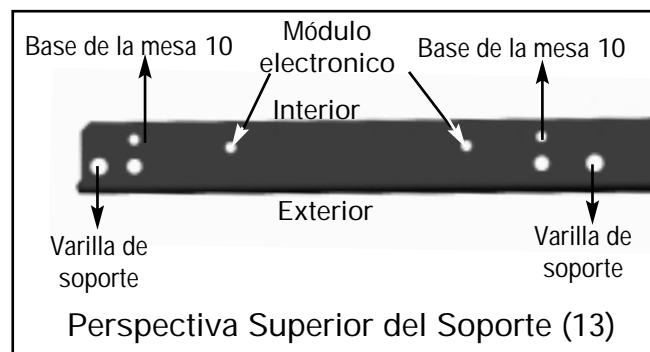 Base de la mesa 10
Módulo
electronico
Base de la mesa 10
Interior
Exterior
Varilla de
soporte
Varilla de
soporte
Perspectiva Superior del Soporte (13)